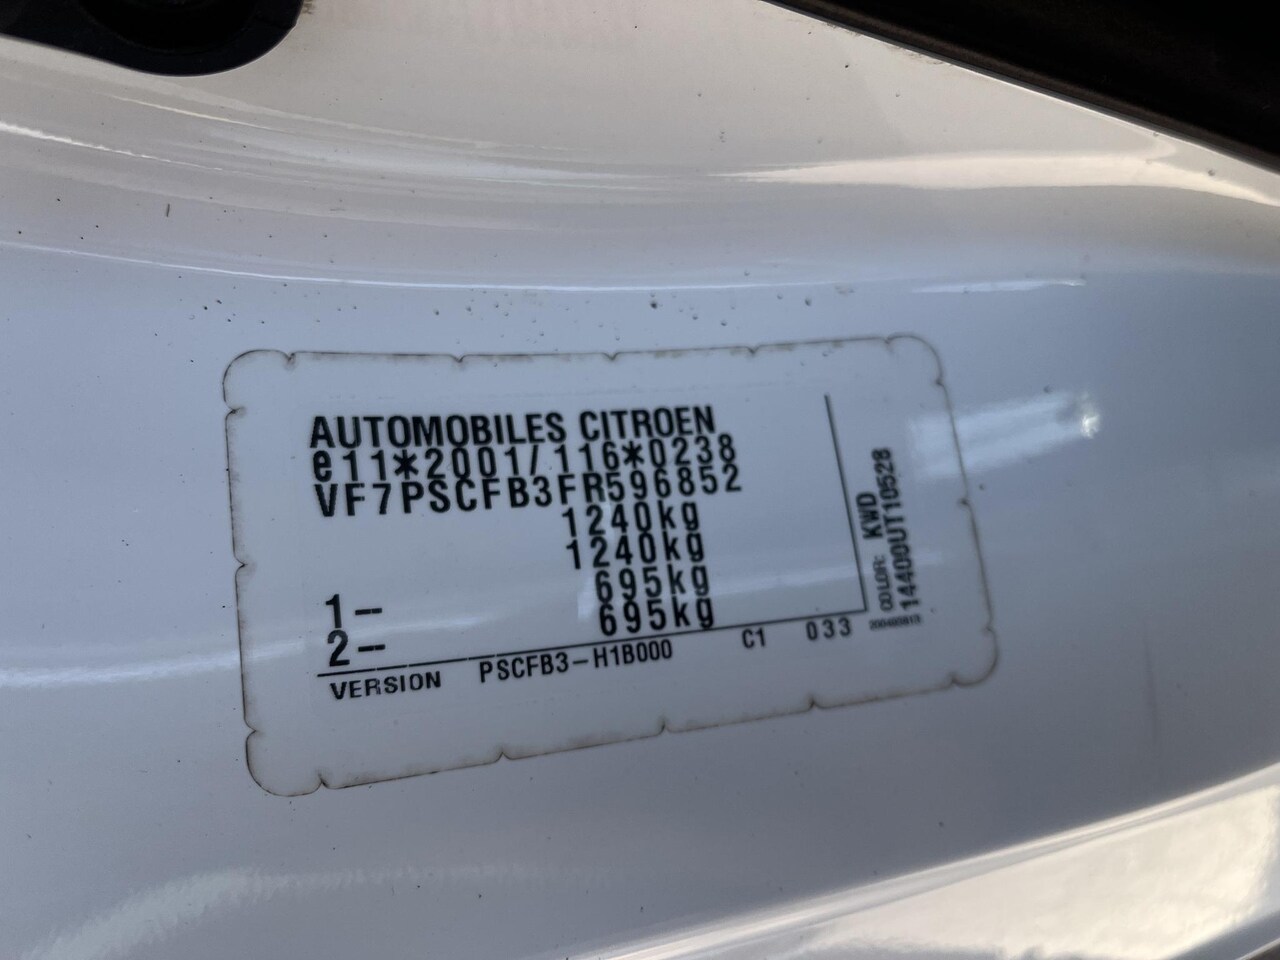 AUTOMOBILES CITROEN
e11*2001/116*0238
VF7PSCFB3FR596852
1240kg
1240kg
1- 695kg
2- 695kg
VERSION PSCFB3-H1B000 C1 033
COLOR: KWD
14400UT10528